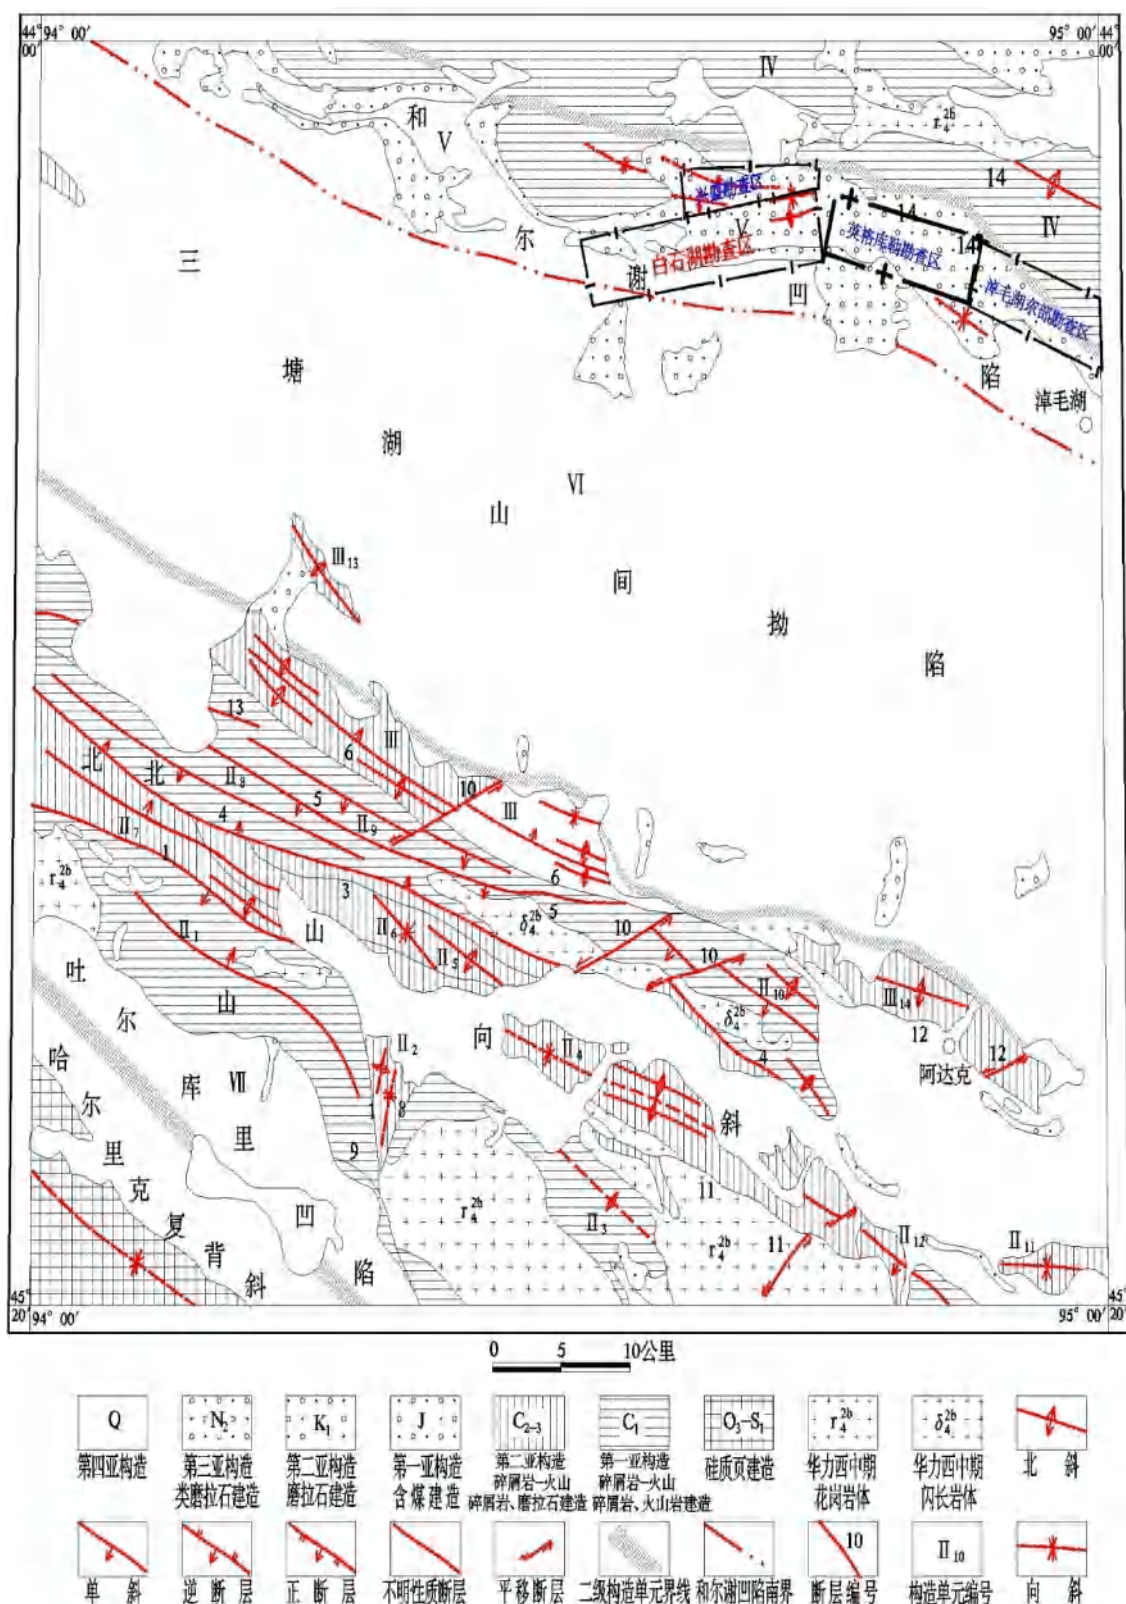 44° 94° 00′
00′
95° 00′ 44°
00′
Ⅳ
和
Ⅴ
r₄²ᵇ
14
Ⅳ
14
14
尔
Ⅴ
英格库勒勘查区
三
白石湖勘查区
谢
凹
淖毛湖东部勘查区
陷
淖毛湖
塘
湖
Ⅵ
山
间
拗
陷
Ⅲ₁₃
13
Ⅲ
北
北
6
Ⅱ₈
10
5
Ⅲ
4
Ⅱ₉
Ⅱ₇
1
r₄²ᵇ
3
6
5
δ₄²ᵇ
10
Ⅱ₁
山
Ⅱ₆
Ⅱ₅
10
Ⅱ₁₀
Ⅲ₁₄
吐
山
δ₄²ᵇ
12
尔
向
Ⅱ₂
Ⅱ₄
4
12
阿达克
哈
库
Ⅶ
尔
8
斜
里
里
9
克
11
复
凹
r₄²ᵇ
Ⅱ₃
r₄²ᵇ
11
Ⅱ₁₂
Ⅱ₁₁
背
斜
陷
45°
20′ 94° 00′
45°
95° 00′ 20′
0 5 10公里
Q N₂ K₁ J C₂₋₃ C₁ O₃-S₁ r₄²ᵇ δ₄²ᵇ
第四亚构造
第三亚构造
类磨拉石建造
第二亚构造
磨拉石建造
第一亚构造
含煤建造
第二亚构造
碎屑岩-火山
碎屑岩、磨拉石建造
第一亚构造
碎屑岩-火山
碎屑岩、火山岩建造
硅质页建造
华力西中期
花岗岩体
华力西中期
闪长岩体
北 斜
10 Ⅱ₁₀
单 斜
逆 断 层
正 断 层
不明性质断层
平移断层
二级构造单元界线
和尔谢凹陷南界
断层编号
构造单元编号
向 斜